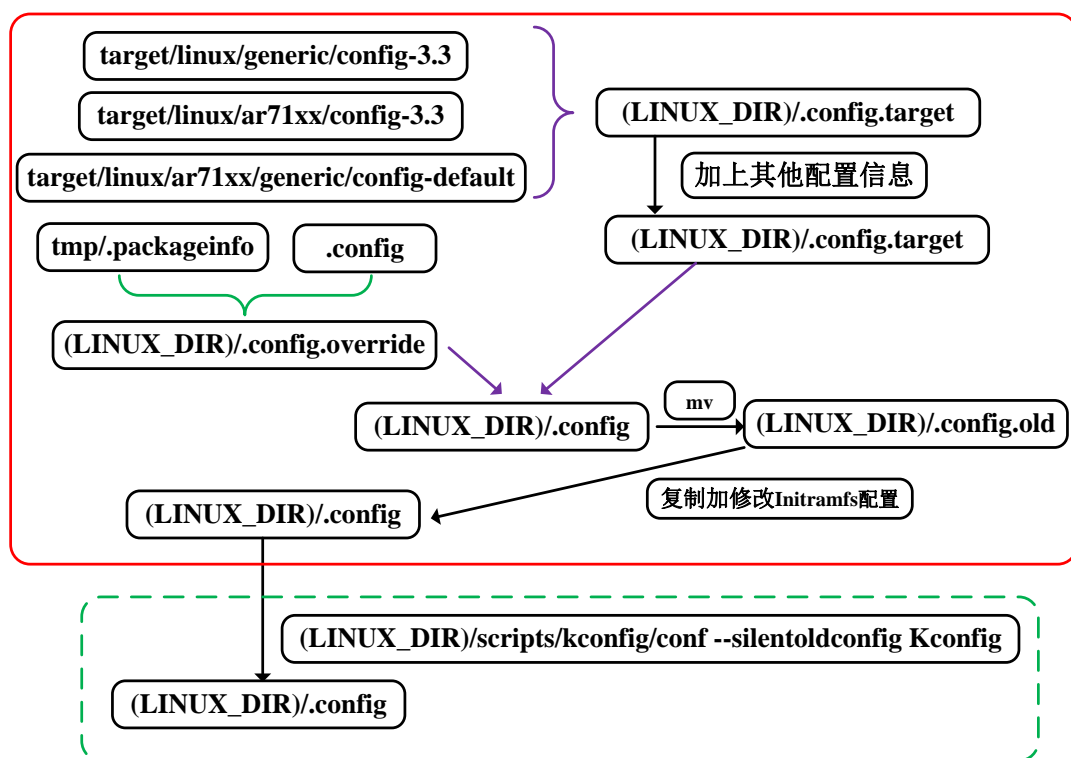 target/linux/generic/config-3.3
target/linux/ar71xx/config-3.3
target/linux/ar71xx/generic/config-default
(LINUX_DIR)/.config.target
加上其他配置信息
(LINUX_DIR)/.config.target
tmp/.packageinfo
.config
(LINUX_DIR)/.config.override
(LINUX_DIR)/.config
mv
(LINUX_DIR)/.config.old
复制加修改Initramfs配置
(LINUX_DIR)/.config
(LINUX_DIR)/scripts/kconfig/conf --silentoldconfig Kconfig
(LINUX_DIR)/.config